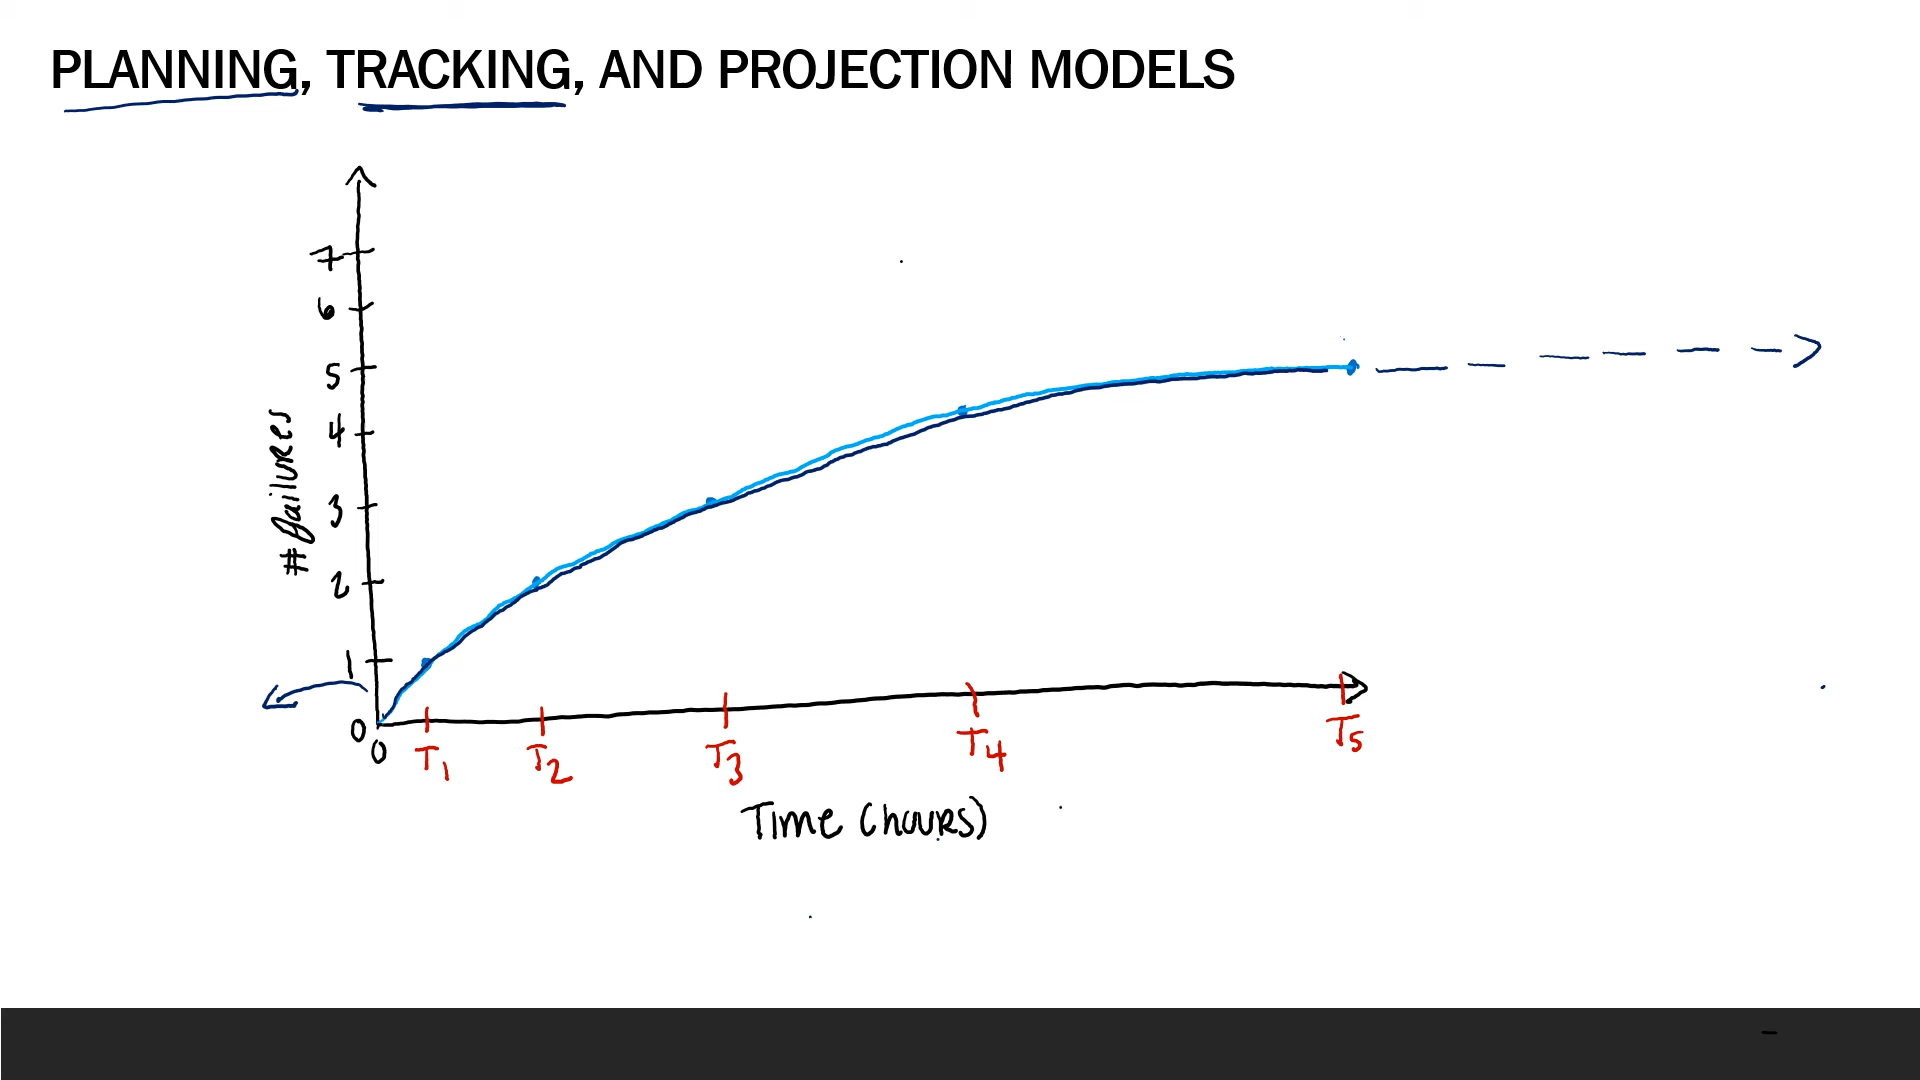 PLANNING, TRACKING, AND PROJECTION MODELS
7
6
5
4
3
2
1
0
# failures
0 T1 T2 T3 T4 T5
Time (hours)